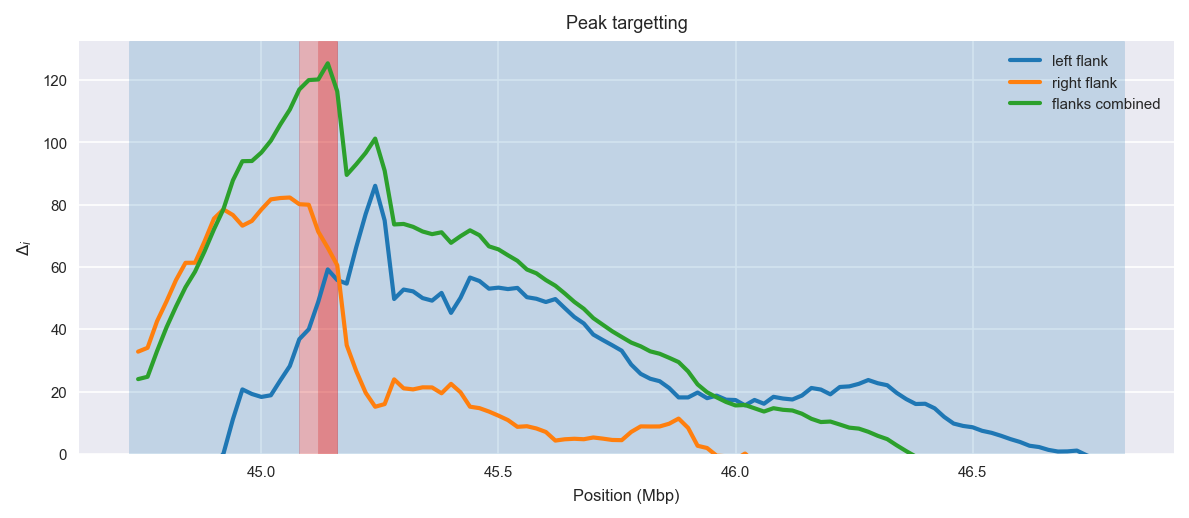 Peak targetting
left flank
right flank
flanks combined
120
100
80
60
40
20
0
Δi
45.0 45.5 46.0 46.5
Position (Mbp)